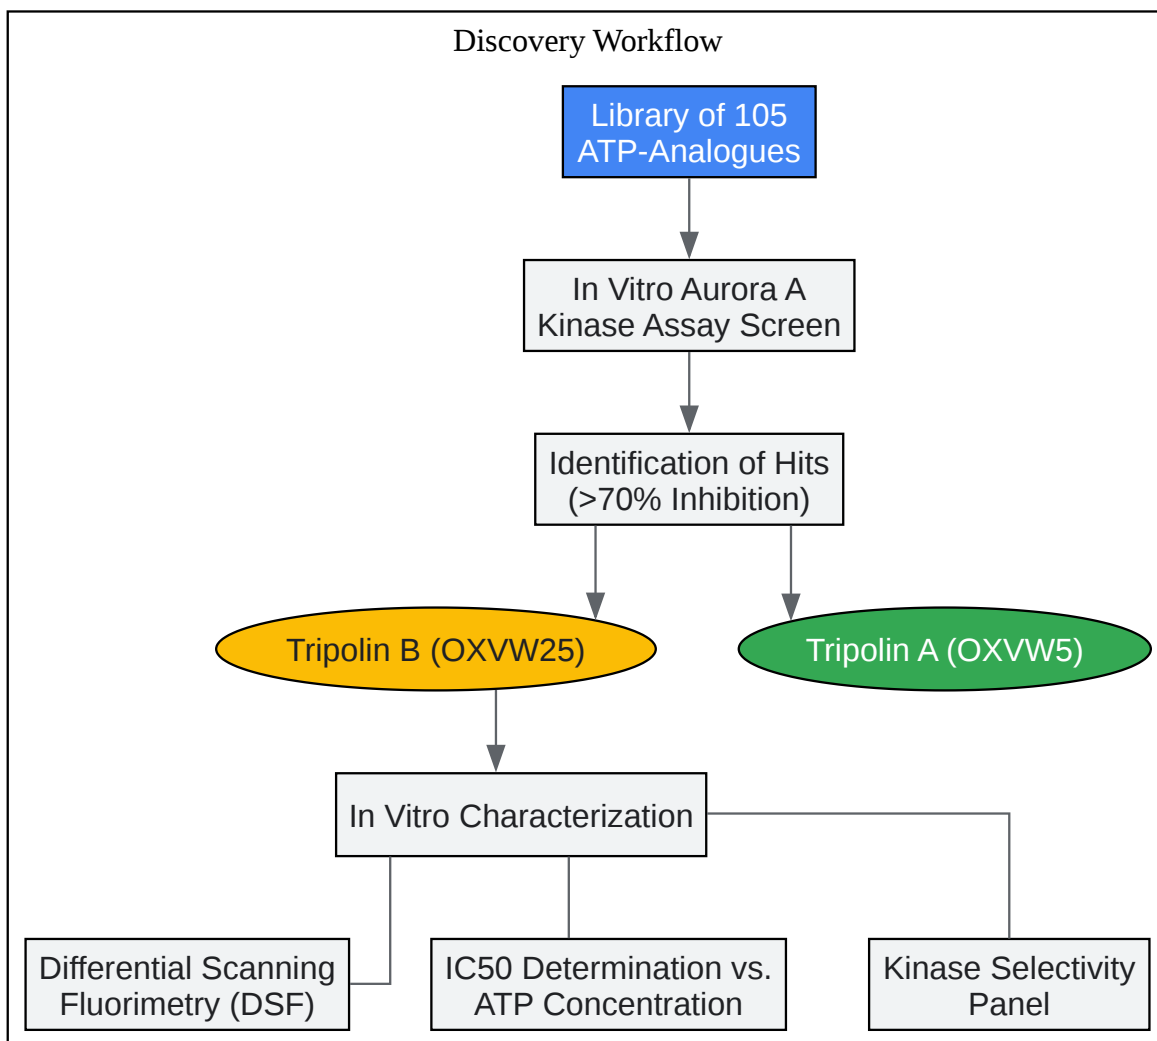 Discovery Workflow
Library of 105
ATP-Analogues
In Vitro Aurora A
Kinase Assay Screen
Identification of Hits
(>70% Inhibition)
Tripolin B (OXVW25)
Tripolin A (OXVW5)
In Vitro Characterization
Differential Scanning
Fluorimetry (DSF)
IC50 Determination vs.
ATP Concentration
Kinase Selectivity
Panel